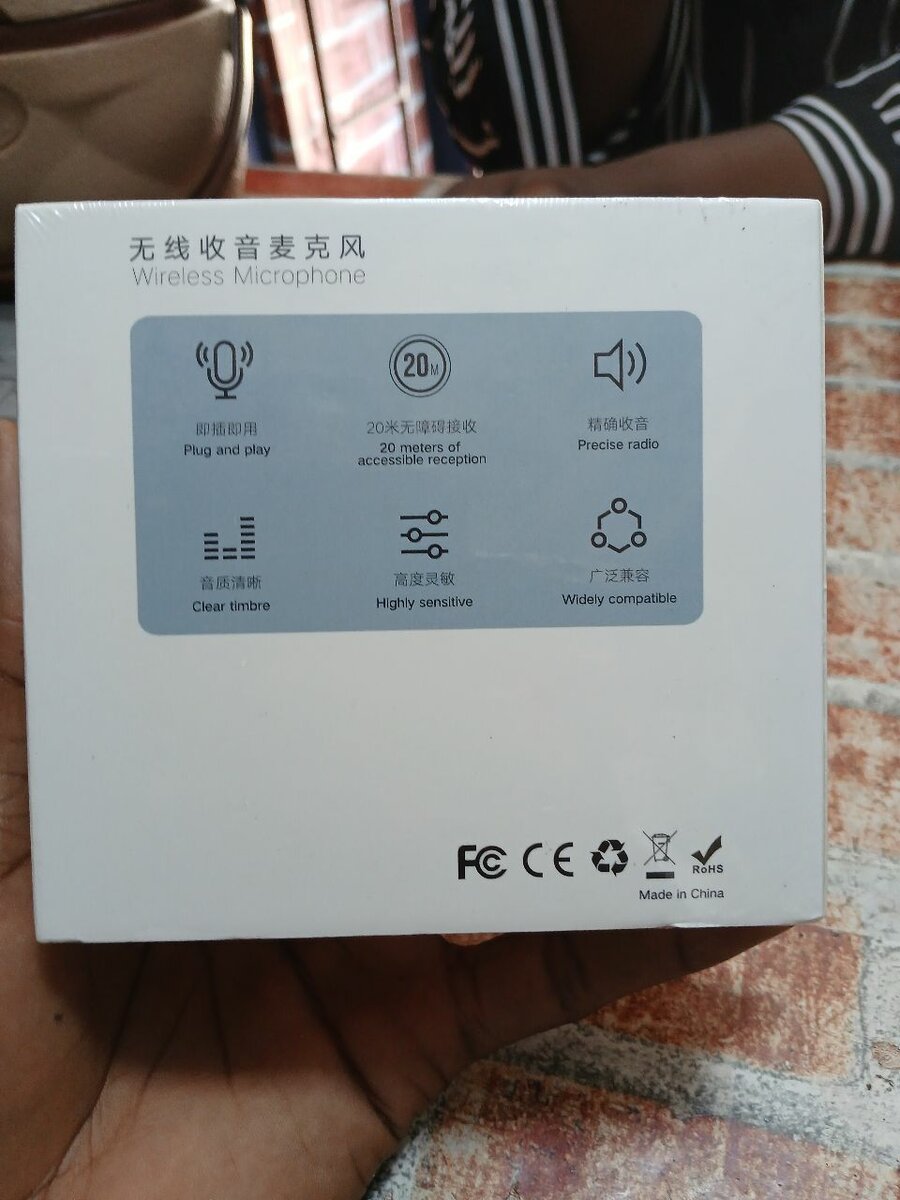 无线收音麦克风
Wireless Microphone
20M
即插即用
Plug and play
20米无障碍接收
20 meters of
accessible reception
精确收音
Precise radio
音质清晰
Clear timbre
高度灵敏
Highly sensitive
广泛兼容
Widely compatible
FC CE RoHS
Made in China